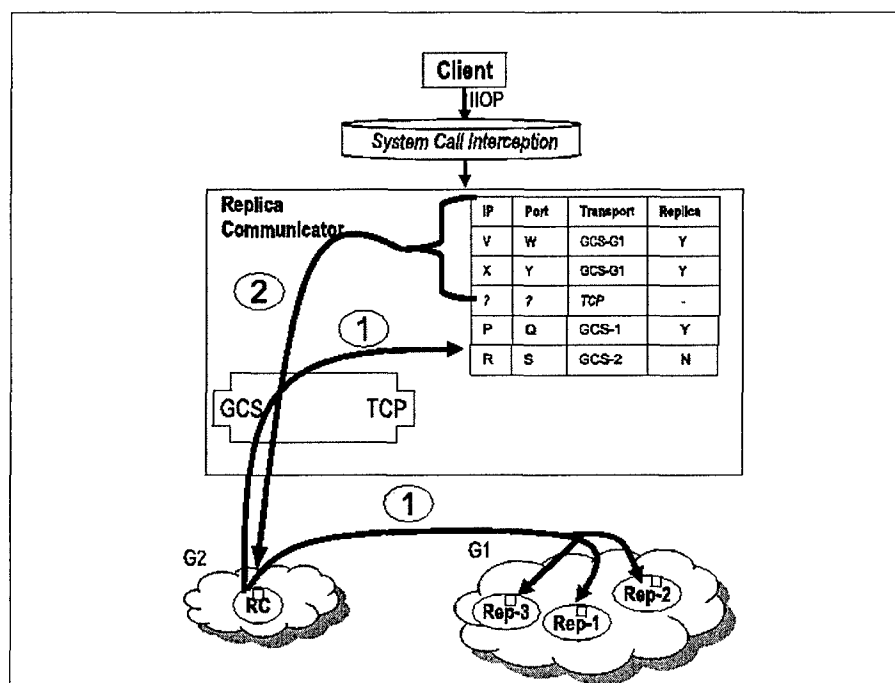 Client
IIOP
System Call Interception
Replica
Communicator
IP Port Transport Replica
V W GCS-G1 Y
X Y GCS-G1 Y
? ? TCP -
P Q GCS-1 Y
R S GCS-2 N
2
1
GCS TCP
1
G2
G1
RC
Rep-3
Rep-1
Rep-2